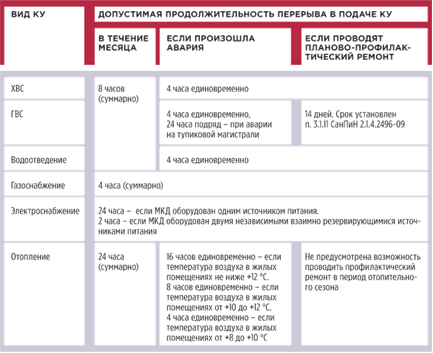 ВИД КУ
ДОПУСТИМАЯ ПРОДОЛЖИТЕЛЬНОСТЬ ПЕРЕРЫВА В ПОДАЧЕ КУ
В ТЕЧЕНИЕ
МЕСЯЦА
ЕСЛИ ПРОИЗОШЛА
АВАРИЯ
ЕСЛИ ПРОВОДЯТ
ПЛАНОВО-ПРОФИЛАК-
ТИЧЕСКИЙ РЕМОНТ
ХВС
8 часов
(суммарно)
4 часа единовременно
ГВС
4 часа единовременно,
24 часа подряд – при аварии
на тупиковой магистрали
14 дней. Срок установлен
п. 3.1.11 СанПиН 2.1.4.2496-09
Водоотведение
4 часа единовременно
Газоснабжение
4 часа (суммарно)
Электроснабжение
24 часа – если МКД оборудован одним источником питания.
2 часа – если МКД оборудован двумя независимыми взаимно резервирующимися источ-
никами питания
Отопление
24 часа
(суммарно)
16 часов единовременно – если
температура воздуха в жилых
помещениях не ниже +12 °С.
8 часов единовременно – если
температура воздуха в жилых
помещениях от +10 до +12 °С.
4 часа единовременно – если
температура воздуха в жилых
помещениях от +8 до +10 °С
Не предусмотрена возможность
проводить профилактический
ремонт в период отопительно-
го сезона